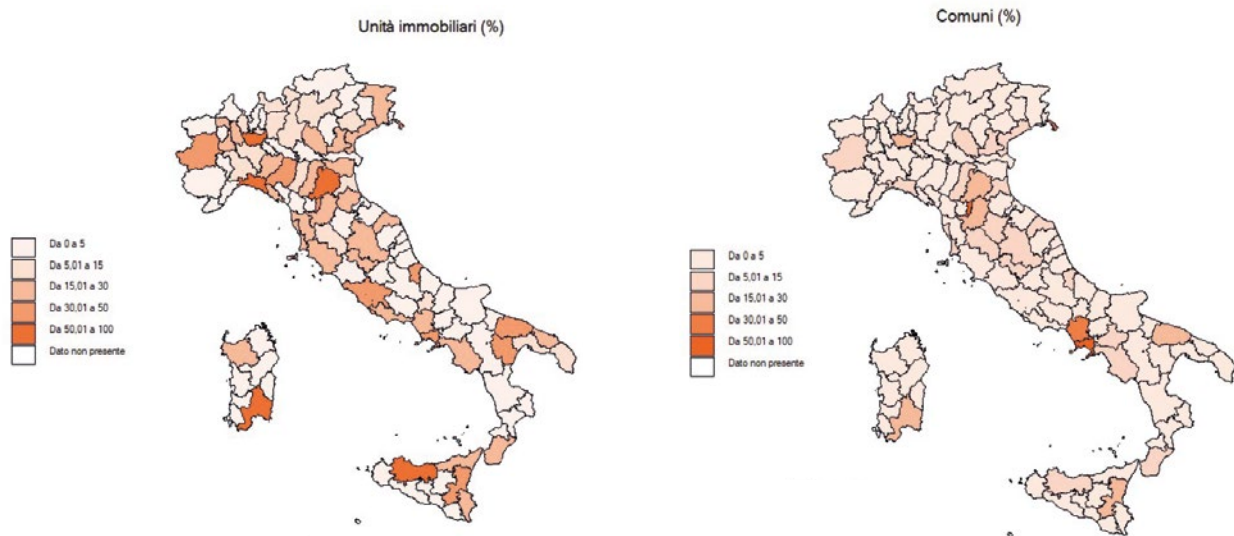 Unità immobiliari (%)
Da 0 a 5
Da 5,01 a 15
Da 15,01 a 30
Da 30,01 a 50
Da 50,01 a 100
Dato non presente
Comuni (%)
Da 0 a 5
Da 5,01 a 15
Da 15,01 a 30
Da 30,01 a 50
Da 50,01 a 100
Dato non presente